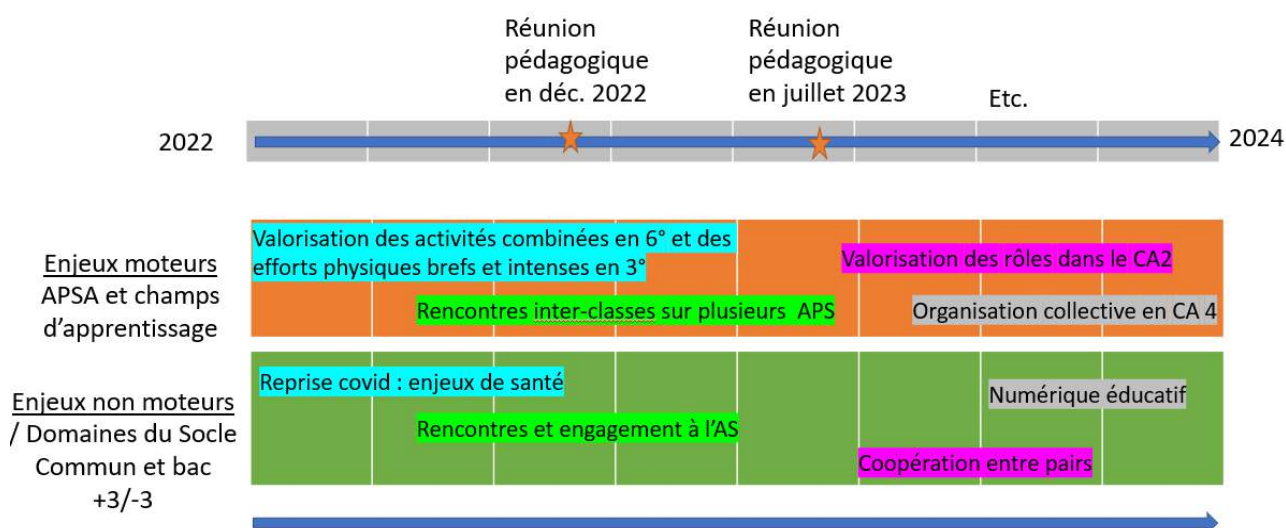 Réunion
pédagogique
en déc. 2022
Réunion
pédagogique
en juillet 2023
Etc.
2022
2024
Enjeux moteurs
APSA et champs
d'apprentissage
Valorisation des activités combinées en 6° et des
efforts physiques brefs et intenses en 3°
Valorisation des rôles dans le CA2
Rencontres inter-classes sur plusieurs APS
Organisation collective en CA 4
Enjeux non moteurs
/ Domaines du Socle
Commun et bac
+3/-3
Reprise covid : enjeux de santé
Numérique éducatif
Rencontres et engagement à l'AS
Coopération entre pairs